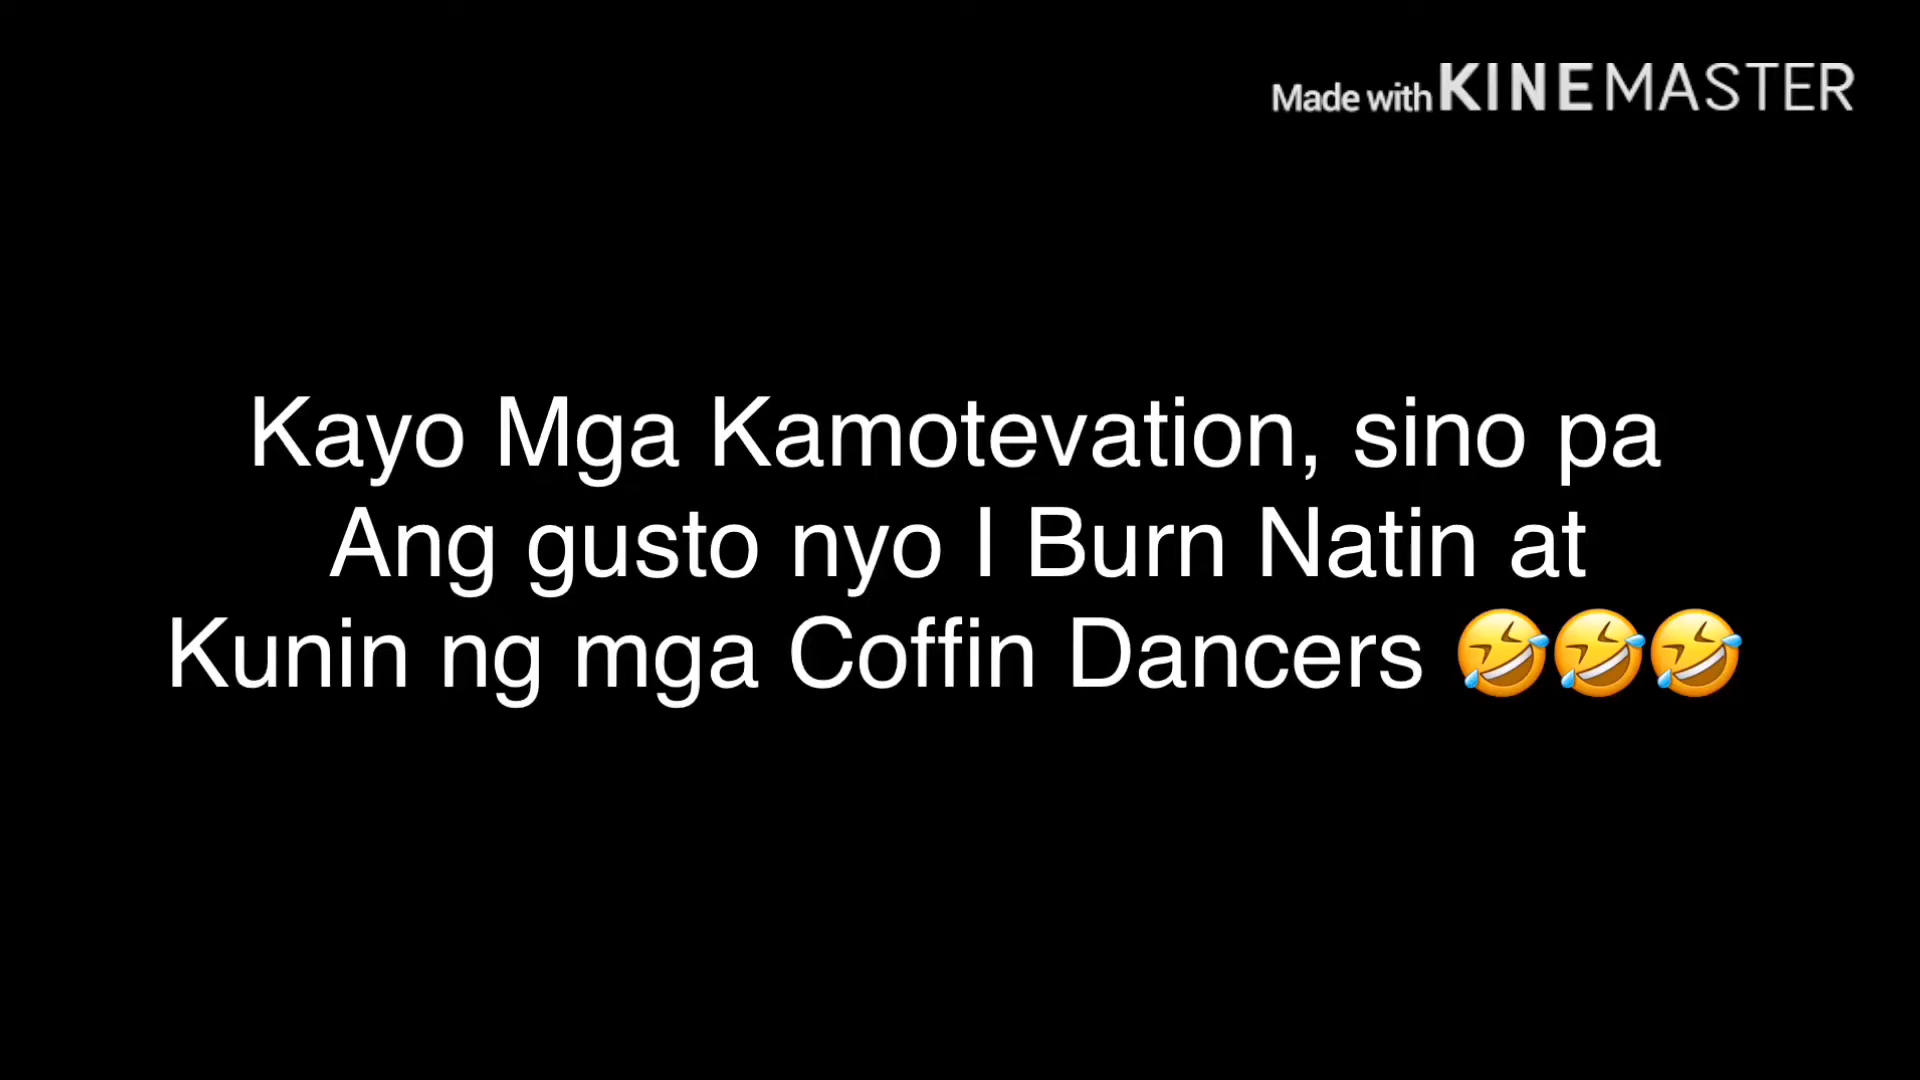 Made with KINEMASTER
Kayo Mga Kamotevation, sino pa
Ang gusto nyo I Burn Natin at
Kunin ng mga Coffin Dancers 🤣🤣🤣